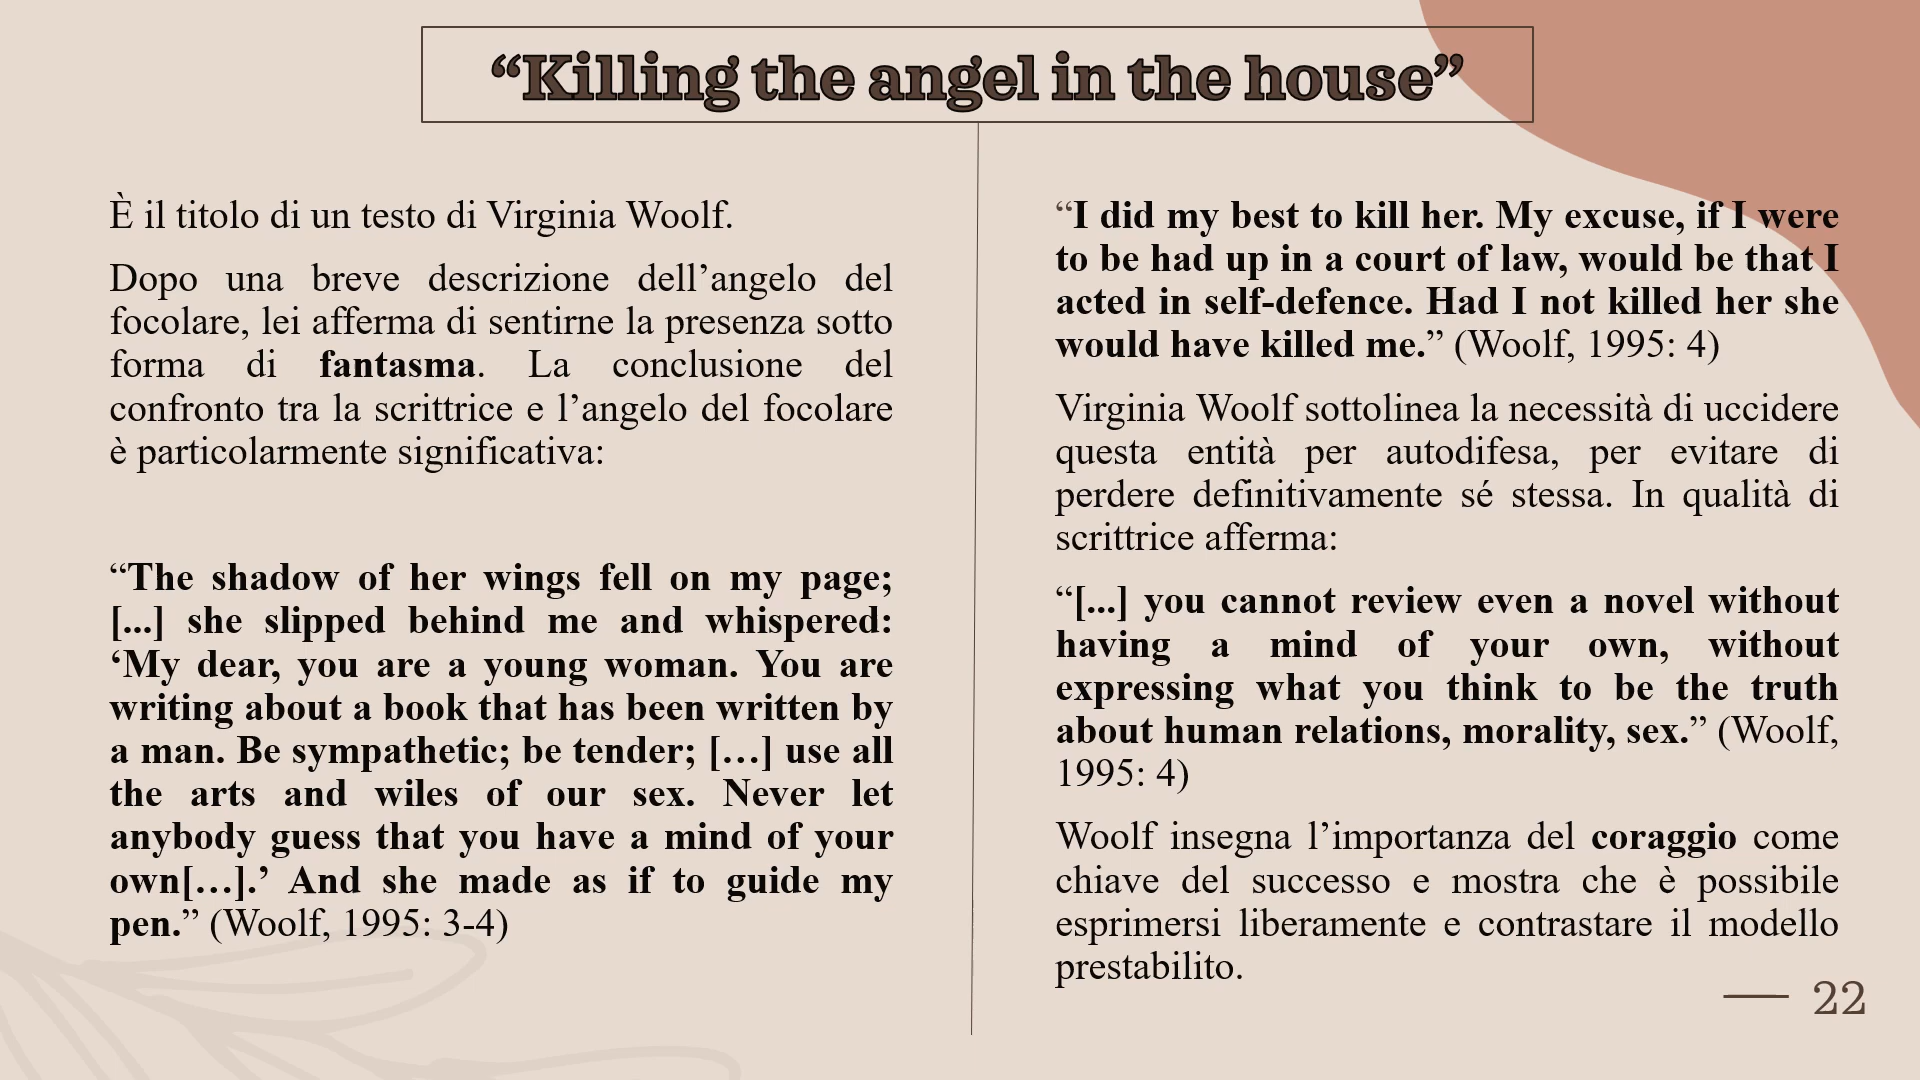 “Killing the angel in the house”
È il titolo di un testo di Virginia Woolf.
Dopo una breve descrizione dell’angelo del
focolare, lei afferma di sentirne la presenza sotto
forma di fantasma. La conclusione del
confronto tra la scrittrice e l’angelo del focolare
è particolarmente significativa:
“The shadow of her wings fell on my page;
[...] she slipped behind me and whispered:
‘My dear, you are a young woman. You are
writing about a book that has been written by
a man. Be sympathetic; be tender; […] use all
the arts and wiles of our sex. Never let
anybody guess that you have a mind of your
own[…].’ And she made as if to guide my
pen.” (Woolf, 1995: 3-4)
“I did my best to kill her. My excuse, if I were
to be had up in a court of law, would be that I
acted in self-defence. Had I not killed her she
would have killed me.” (Woolf, 1995: 4)
Virginia Woolf sottolinea la necessità di uccidere
questa entità per autodifesa, per evitare di
perdere definitivamente sé stessa. In qualità di
scrittrice afferma:
“[...] you cannot review even a novel without
having a mind of your own, without
expressing what you think to be the truth
about human relations, morality, sex.” (Woolf,
1995: 4)
Woolf insegna l’importanza del coraggio come
chiave del successo e mostra che è possibile
esprimersi liberamente e contrastare il modello
prestabilito.
22